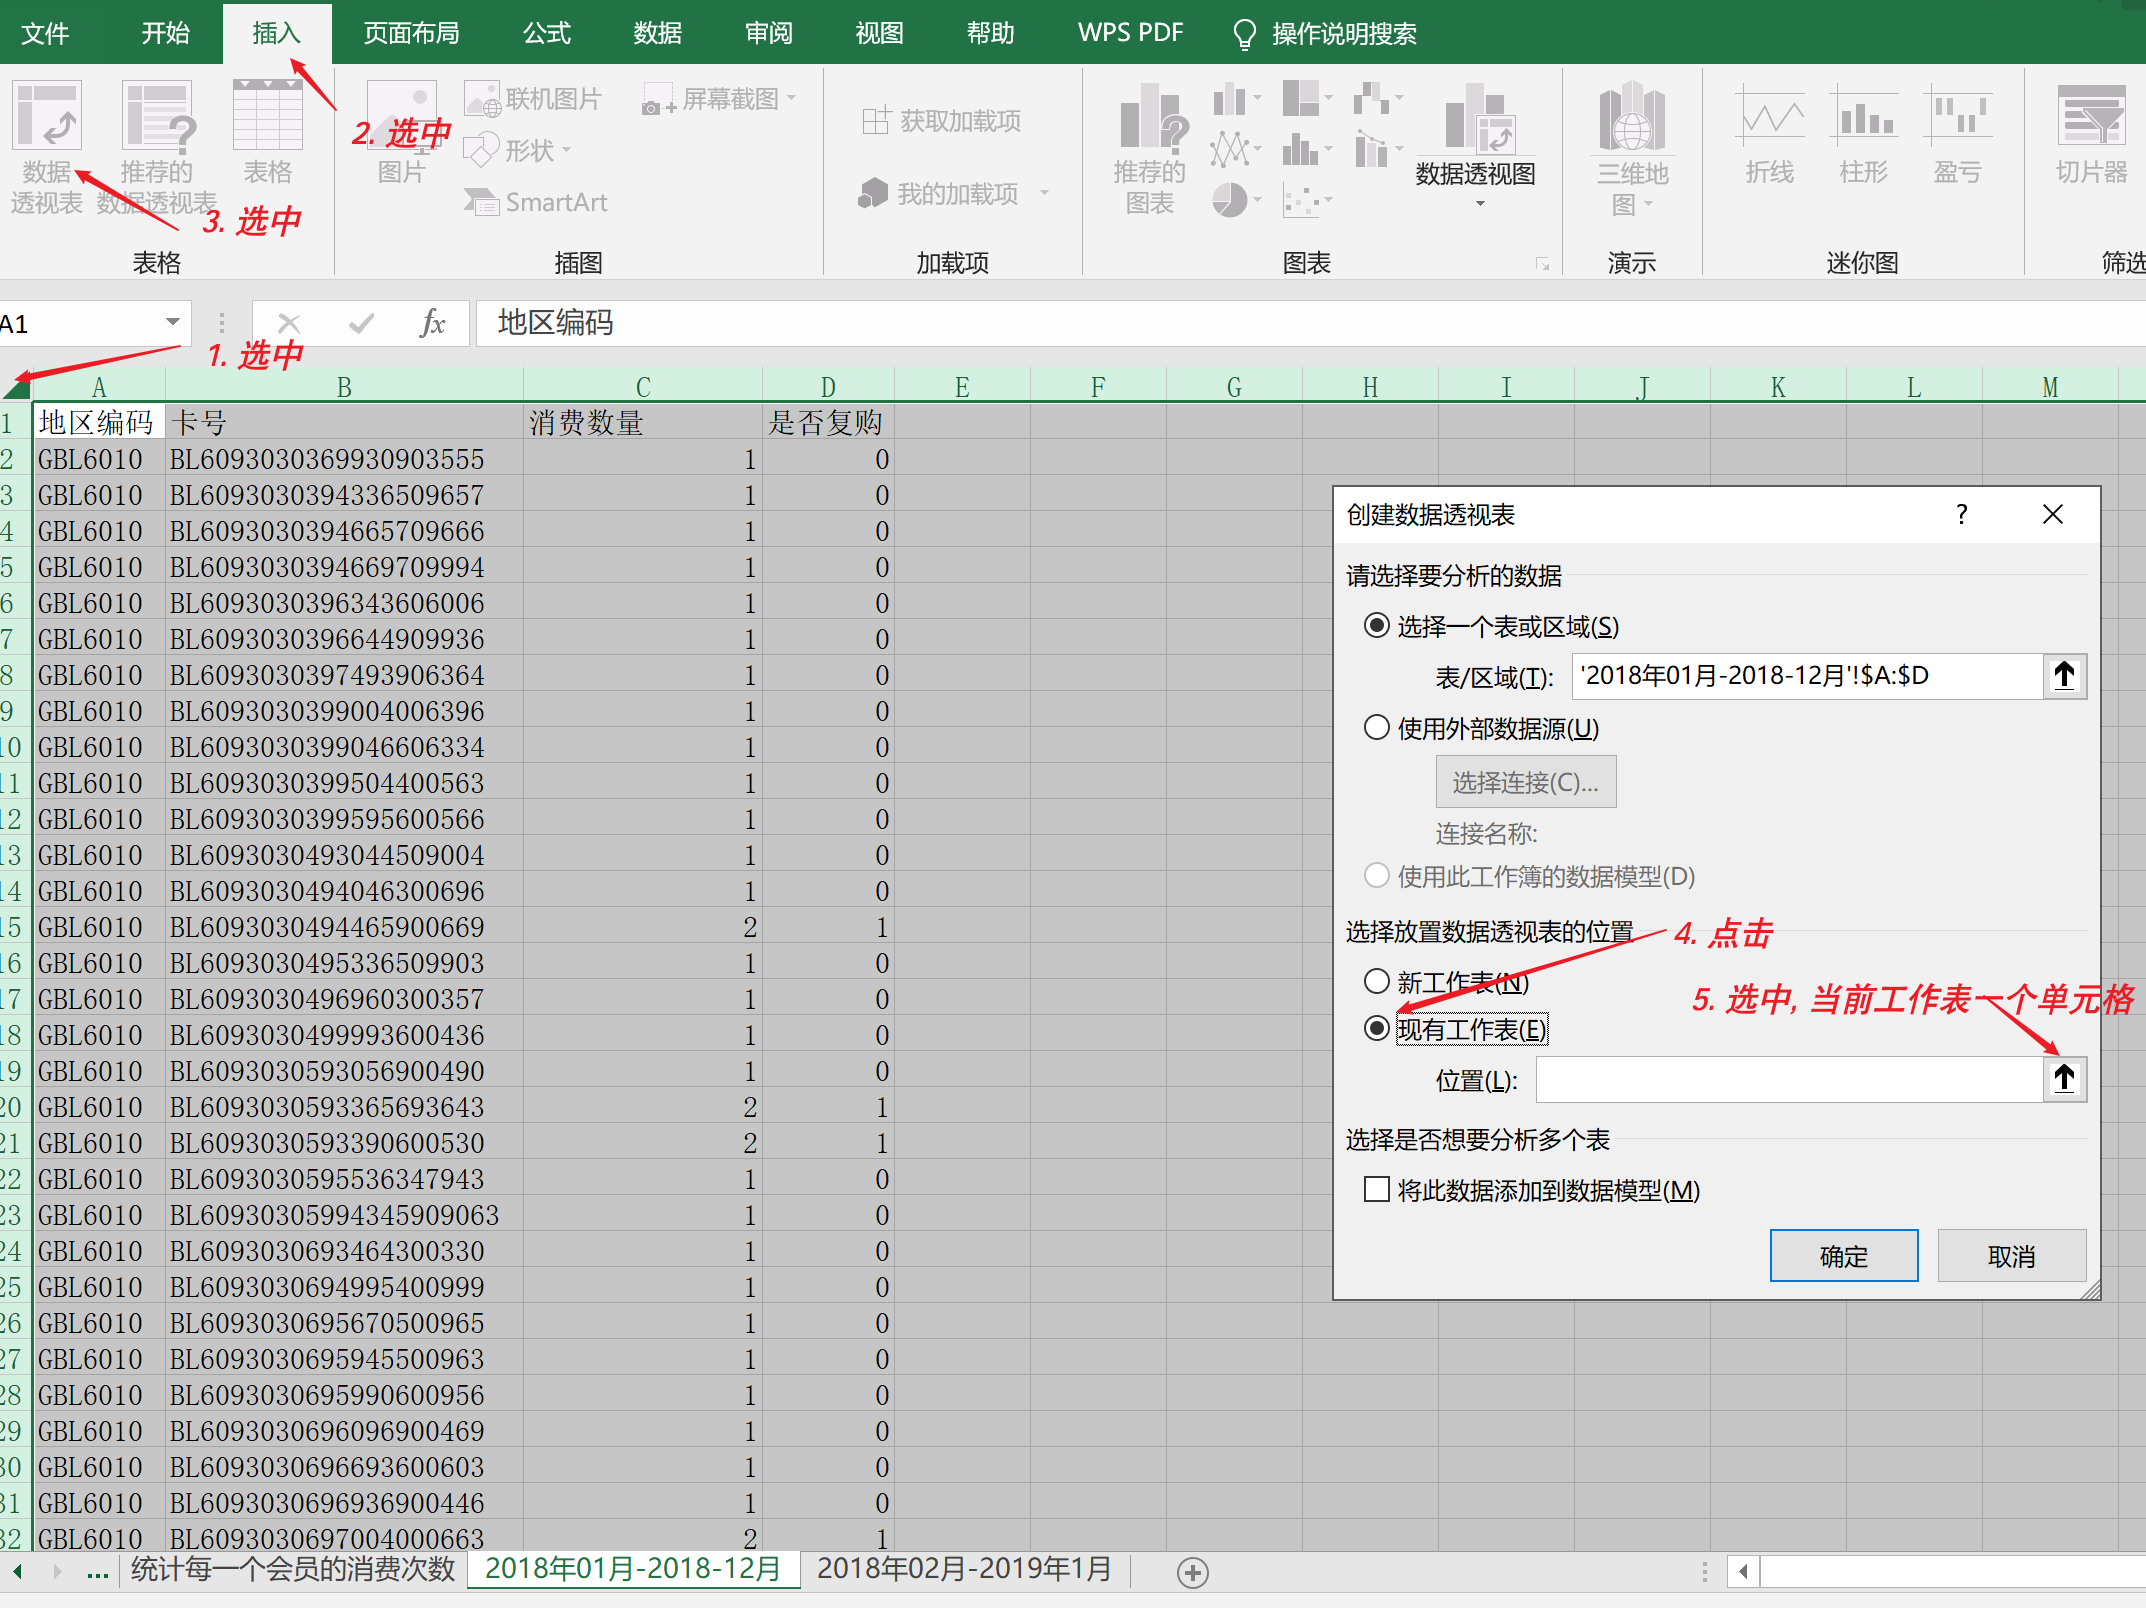 文件 开始 插入 页面布局 公式 数据 审阅 视图 帮助 WPS PDF 操作说明搜索
数据
透视表
推荐的
数据透视表
表格
表格
图片
联机图片
形状
SmartArt
屏幕截图
插图
获取加载项
我的加载项
加载项
推荐的
图表
数据透视图
图表
三维地
图
演示
折线
柱形
盈亏
迷你图
切片器
筛选
2. 选中
3. 选中
1. 选中
A1
fx
地区编码
A B C D E F G H I J K L M
1 地区编码 卡号 消费数量 是否复购
2 GBL6010 BL6093030369930903555 1 0
3 GBL6010 BL6093030394336509657 1 0
4 GBL6010 BL6093030394665709666 1 0
5 GBL6010 BL6093030394669709994 1 0
6 GBL6010 BL6093030396343606006 1 0
7 GBL6010 BL6093030396644909936 1 0
8 GBL6010 BL6093030397493906364 1 0
9 GBL6010 BL6093030399004006396 1 0
10 GBL6010 BL6093030399046606334 1 0
11 GBL6010 BL6093030399504400563 1 0
12 GBL6010 BL6093030399595600566 1 0
13 GBL6010 BL6093030493044509004 1 0
14 GBL6010 BL6093030494046300696 1 0
15 GBL6010 BL6093030494465900669 2 1
16 GBL6010 BL6093030495336509903 1 0
17 GBL6010 BL6093030496960300357 1 0
18 GBL6010 BL6093030499993600436 1 0
19 GBL6010 BL6093030593056900490 1 0
20 GBL6010 BL6093030593365693643 2 1
21 GBL6010 BL6093030593390600530 2 1
22 GBL6010 BL6093030595536347943 1 0
23 GBL6010 BL60930305994345909063 1 0
24 GBL6010 BL6093030693464300330 1 0
25 GBL6010 BL6093030694995400999 1 0
26 GBL6010 BL6093030695670500965 1 0
27 GBL6010 BL6093030695945500963 1 0
28 GBL6010 BL6093030695990600956 1 0
29 GBL6010 BL6093030696096900469 1 0
30 GBL6010 BL6093030696693600603 1 0
31 GBL6010 BL6093030696936900446 1 0
32 GBL6010 BL6093030697004000663 2 1
创建数据透视表 ?
请选择要分析的数据
选择一个表或区域(S)
表/区域(T): '2018年01月-2018-12月'!$A:$D
使用外部数据源(U)
选择连接(C)...
连接名称:
使用此工作簿的数据模型(D)
选择放置数据透视表的位置
4. 点击
新工作表(N)
5. 选中, 当前工作表一个单元格
现有工作表(E)
位置(L):
选择是否想要分析多个表
将此数据添加到数据模型(M)
确定 取消
... 统计每一个会员的消费次数 2018年01月-2018-12月 2018年02月-2019年1月